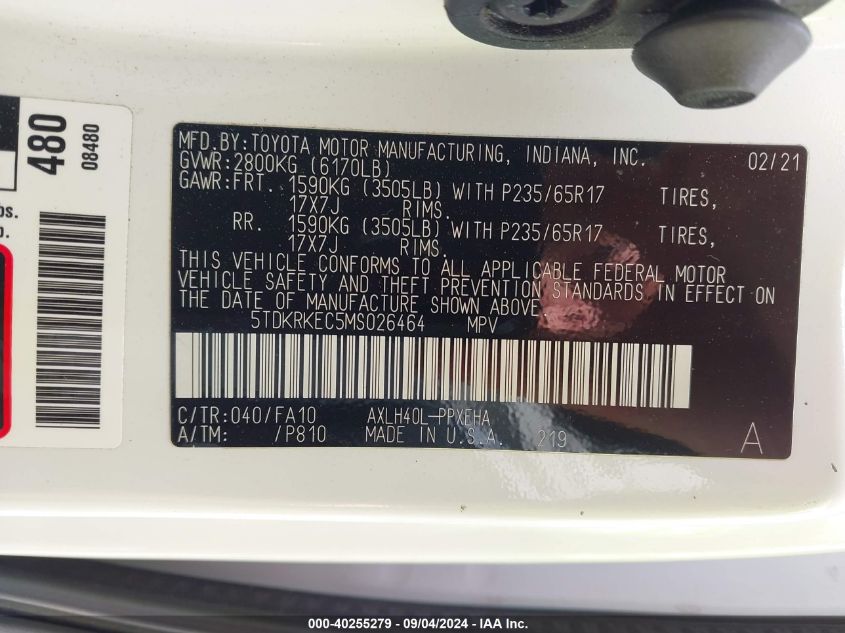 480
08480
os.
o.
MFD.BY:TOYOTA MOTOR MANUFACTURING, INDIANA, INC. 02/21
GVWR:2800KG (6170LB)
GAWR:FRT. 1590KG (3505LB) WITH P235/65R17 TIRES,
17X7J RIMS.
RR. 1590KG (3505LB) WITH P235/65R17 TIRES,
17X7J RIMS.
THIS VEHICLE CONFORMS TO ALL APPLICABLE FEDERAL MOTOR
VEHICLE SAFETY AND THEFT PREVENTION STANDARDS IN EFFECT ON
THE DATE OF MANUFACTURE SHOWN ABOVE.
5TDKRKEC5MS026464 MPV
C/TR:040/FA10 AXLH40L-PPXEHA
A/TM: /P810 MADE IN U.S.A. 219 A
000-40255279 - 09/04/2024 - IAA Inc.